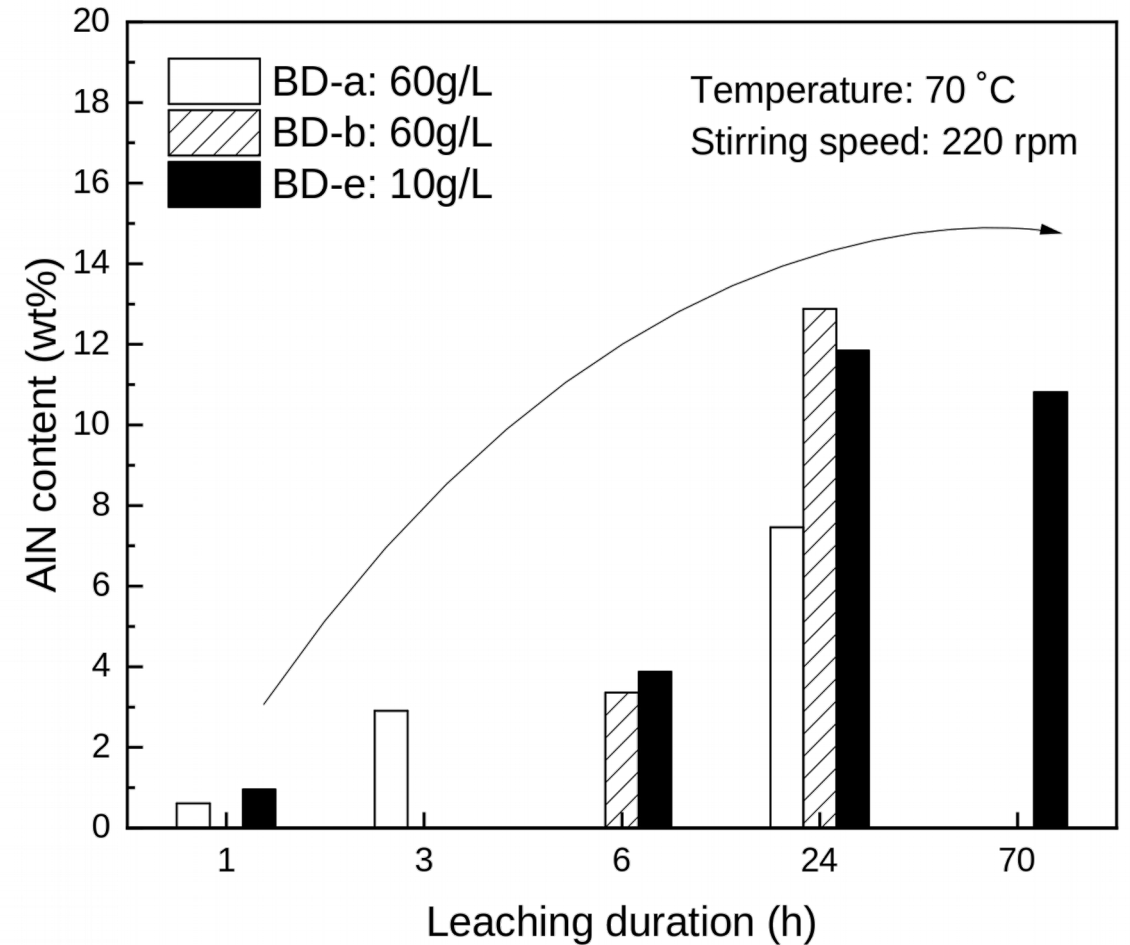 20
18
16
14
12
10
8
6
4
2
0
AlN content (wt%)
BD-a: 60g/L
BD-b: 60g/L
BD-e: 10g/L
Temperature: 70 ˚C
Stirring speed: 220 rpm
1 3 6 24 70
Leaching duration (h)